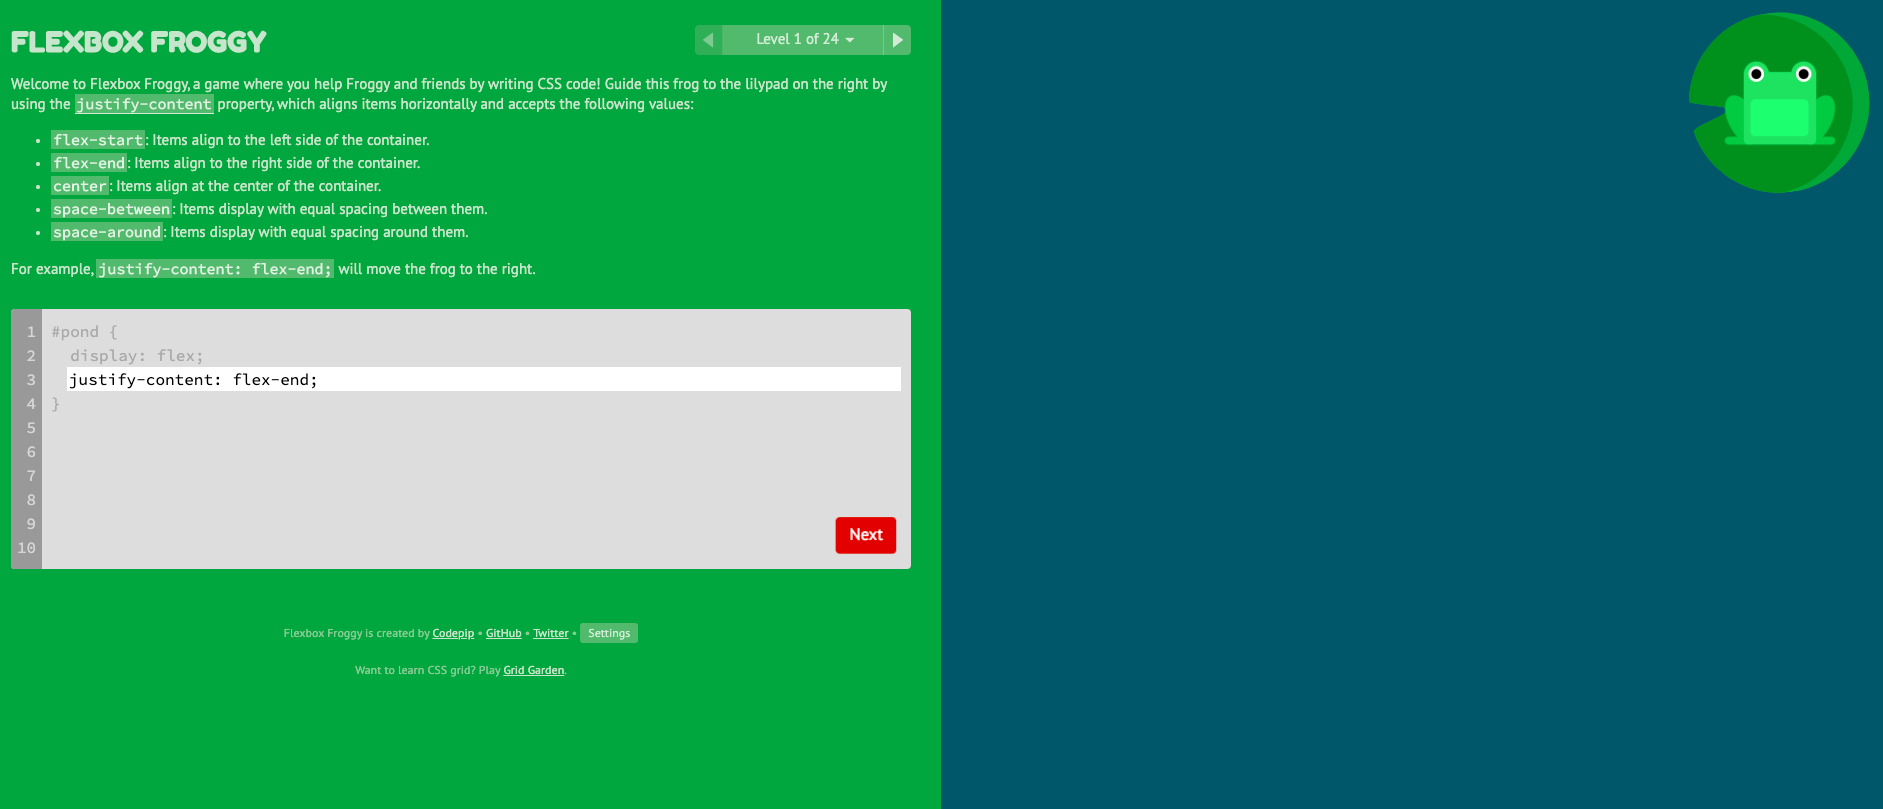 FLEXBOX FROGGY
Level 1 of 24
Welcome to Flexbox Froggy, a game where you help Froggy and friends by writing CSS code! Guide this frog to the lilypad on the right by
using the justify-content property, which aligns items horizontally and accepts the following values:
• flex-start: Items align to the left side of the container.
• flex-end: Items align to the right side of the container.
• center: Items align at the center of the container.
• space-between: Items display with equal spacing between them.
• space-around: Items display with equal spacing around them.
For example, justify-content: flex-end; will move the frog to the right.
1 #pond {
2 display: flex;
3 justify-content: flex-end;
4 }
5
6
7
8
9
10
Next
Flexbox Froggy is created by Codepip • GitHub • Twitter • Settings
Want to learn CSS grid? Play Grid Garden.